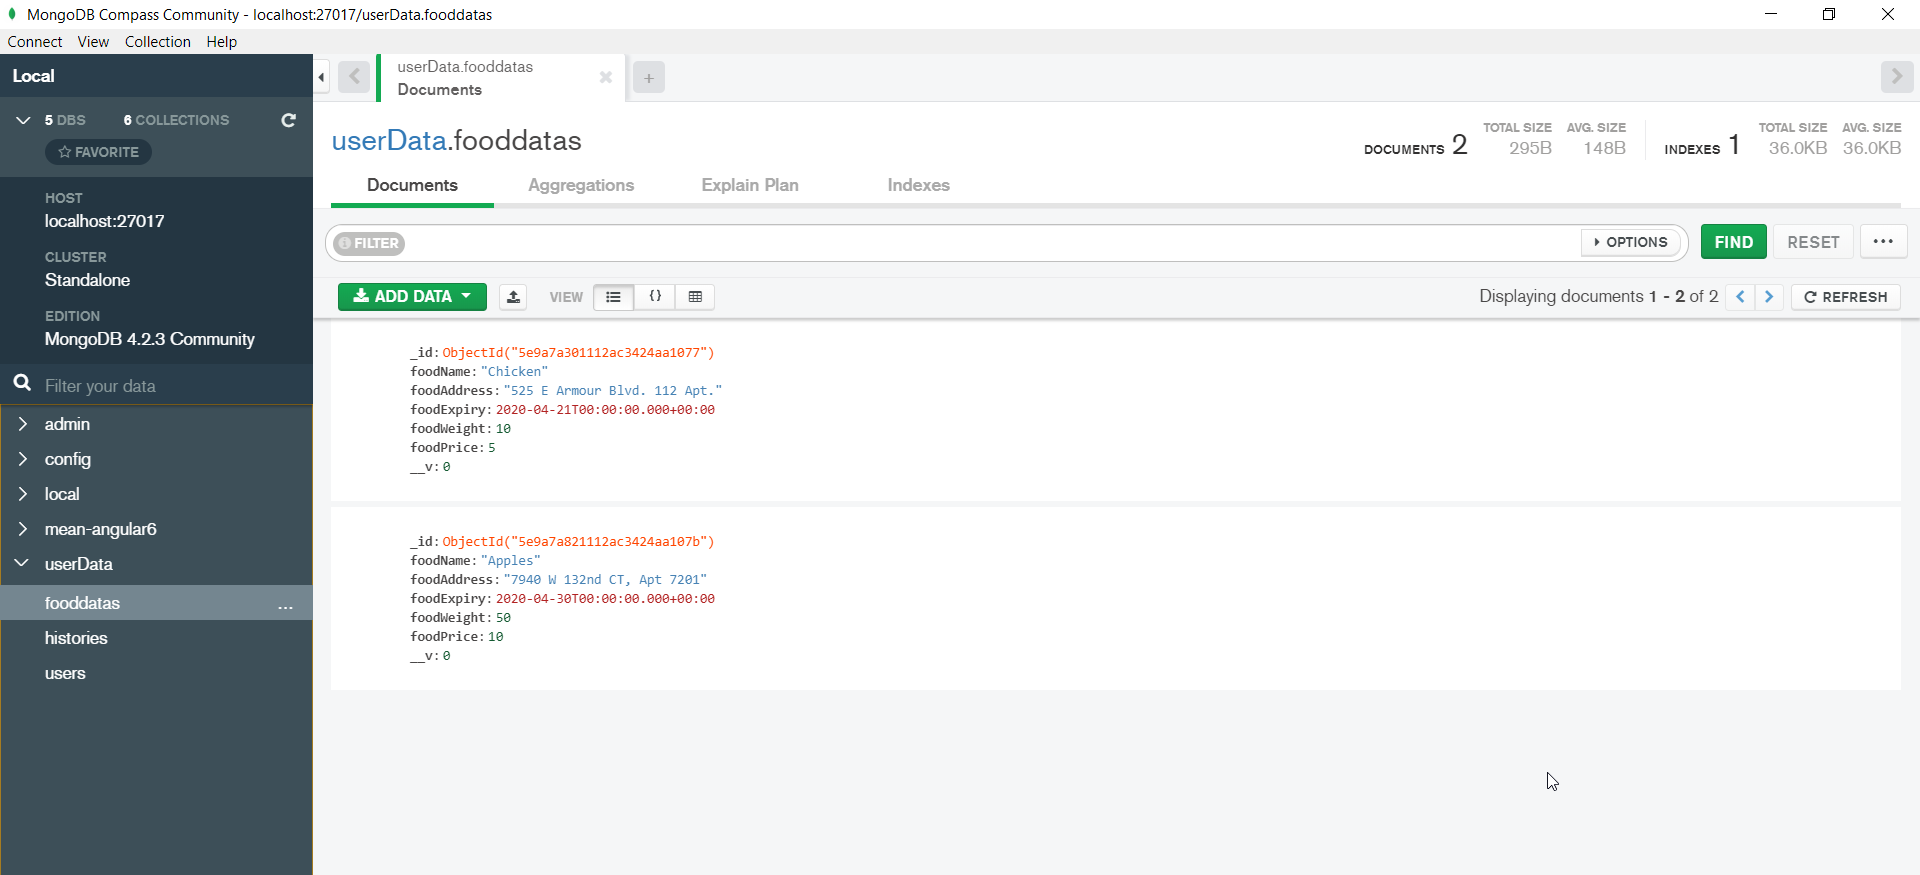 MongoDB Compass Community - localhost:27017/userData.fooddatas
Connect View Collection Help
Local
5 DBS 6 COLLECTIONS
FAVORITE
HOST
localhost:27017
CLUSTER
Standalone
EDITION
MongoDB 4.2.3 Community
Filter your data
admin
config
local
mean-angular6
userData
fooddatas ...
histories
users
userData.fooddatas
Documents
+
userData.fooddatas
DOCUMENTS 2 TOTAL SIZE 295B AVG. SIZE 148B INDEXES 1 TOTAL SIZE 36.0KB AVG. SIZE 36.0KB
Documents Aggregations Explain Plan Indexes
FILTER OPTIONS FIND RESET ...
ADD DATA VIEW {} Displaying documents 1 - 2 of 2 REFRESH
_id: ObjectId("5e9a7a301112ac3424aa1077")
foodName: "Chicken"
foodAddress: "525 E Armour Blvd. 112 Apt."
foodExpiry: 2020-04-21T00:00:00.000+00:00
foodWeight: 10
foodPrice: 5
__v: 0
_id: ObjectId("5e9a7a821112ac3424aa107b")
foodName: "Apples"
foodAddress: "7940 W 132nd CT, Apt 7201"
foodExpiry: 2020-04-30T00:00:00.000+00:00
foodWeight: 50
foodPrice: 10
__v: 0